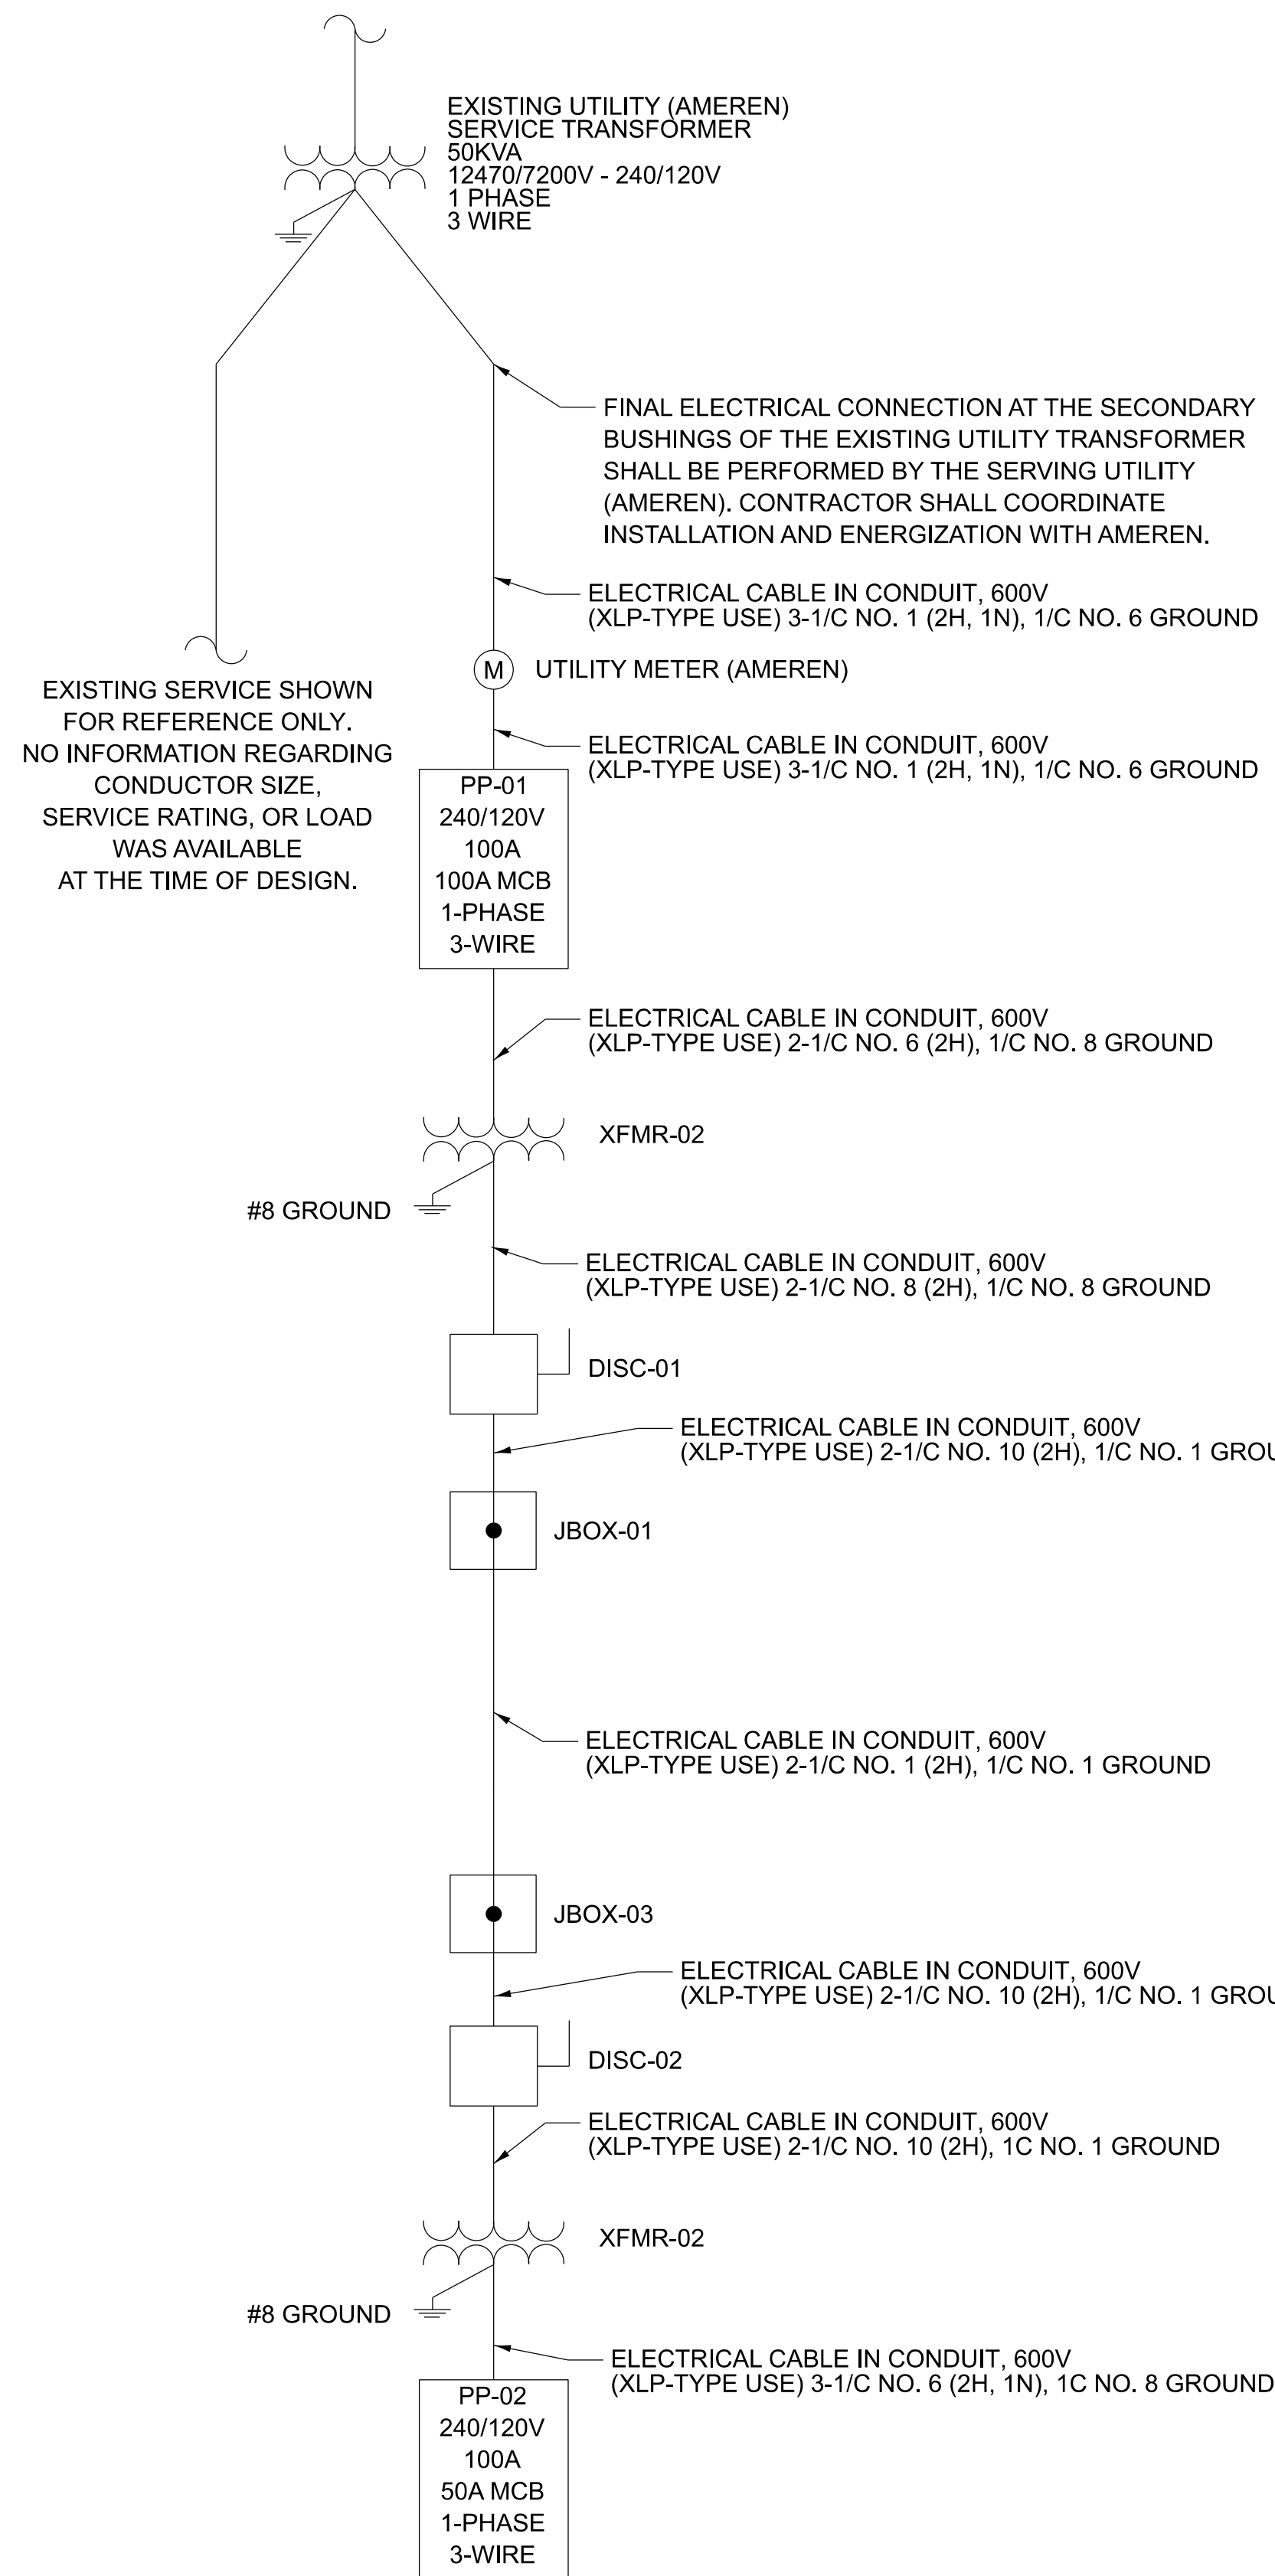 EXISTING UTILITY (AMEREN)
SERVICE TRANSFORMER
50KVA
12470/7200V - 240/120V
1 PHASE
3 WIRE
FINAL ELECTRICAL CONNECTION AT THE SECONDARY
BUSHINGS OF THE EXISTING UTILITY TRANSFORMER
SHALL BE PERFORMED BY THE SERVING UTILITY
(AMEREN). CONTRACTOR SHALL COORDINATE
INSTALLATION AND ENERGIZATION WITH AMEREN.
ELECTRICAL CABLE IN CONDUIT, 600V
(XLP-TYPE USE) 3-1/C NO. 1 (2H, 1N), 1/C NO. 6 GROUND
M
UTILITY METER (AMEREN)
EXISTING SERVICE SHOWN
FOR REFERENCE ONLY.
NO INFORMATION REGARDING
CONDUCTOR SIZE,
SERVICE RATING, OR LOAD
WAS AVAILABLE
AT THE TIME OF DESIGN.
ELECTRICAL CABLE IN CONDUIT, 600V
(XLP-TYPE USE) 3-1/C NO. 1 (2H, 1N), 1/C NO. 6 GROUND
PP-01
240/120V
100A
100A MCB
1-PHASE
3-WIRE
ELECTRICAL CABLE IN CONDUIT, 600V
(XLP-TYPE USE) 2-1/C NO. 6 (2H), 1/C NO. 8 GROUND
XFMR-02
#8 GROUND
ELECTRICAL CABLE IN CONDUIT, 600V
(XLP-TYPE USE) 2-1/C NO. 8 (2H), 1/C NO. 8 GROUND
DISC-01
ELECTRICAL CABLE IN CONDUIT, 600V
(XLP-TYPE USE) 2-1/C NO. 10 (2H), 1/C NO. 1
JBOX-01
ELECTRICAL CABLE IN CONDUIT, 600V
(XLP-TYPE USE) 2-1/C NO. 1 (2H), 1/C NO. 1 GROUND
JBOX-03
ELECTRICAL CABLE IN CONDUIT, 600V
(XLP-TYPE USE) 2-1/C NO. 10 (2H), 1/C NO. 1
DISC-02
ELECTRICAL CABLE IN CONDUIT, 600V
(XLP-TYPE USE) 2-1/C NO. 10 (2H), 1C NO. 1 GROUND
XFMR-02
#8 GROUND
ELECTRICAL CABLE IN CONDUIT, 600V
(XLP-TYPE USE) 3-1/C NO. 6 (2H, 1N), 1C NO. 8 GROUND
PP-02
240/120V
100A
50A MCB
1-PHASE
3-WIRE